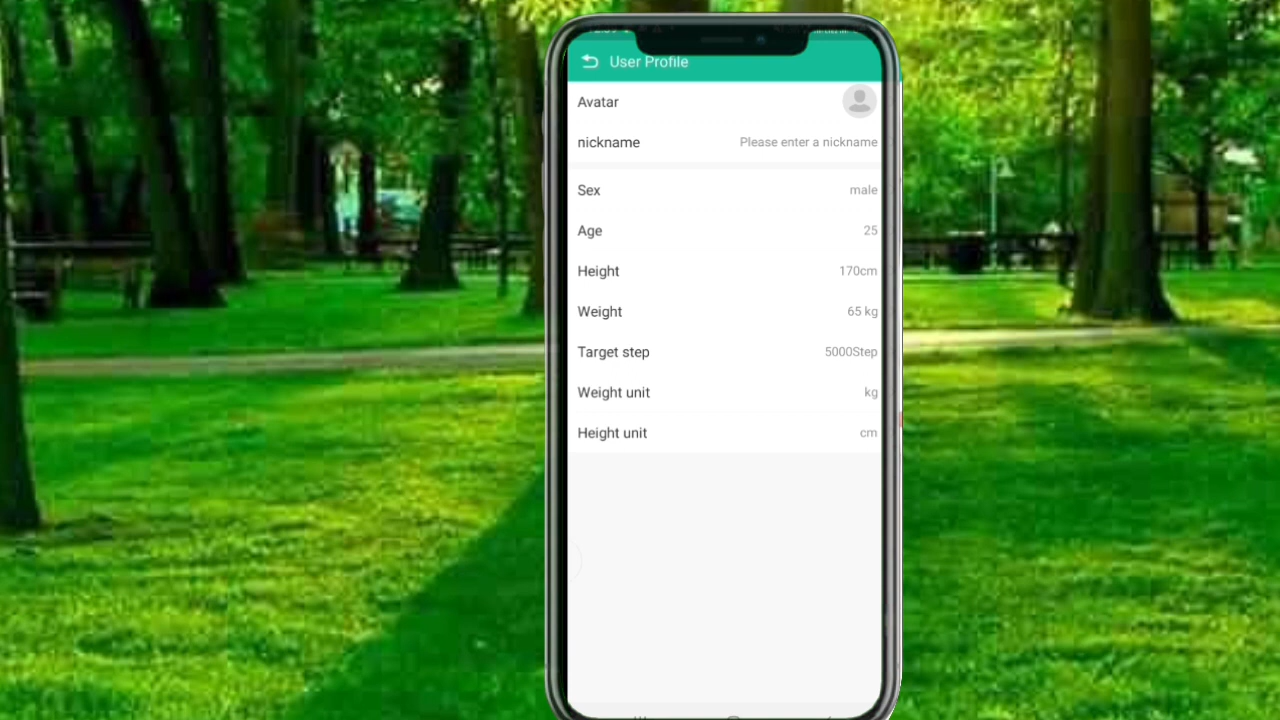 User Profile
Avatar
nickname Please enter a nickname
Sex male
Age 25
Height 170cm
Weight 65 kg
Target step 5000Step
Weight unit kg
Height unit cm